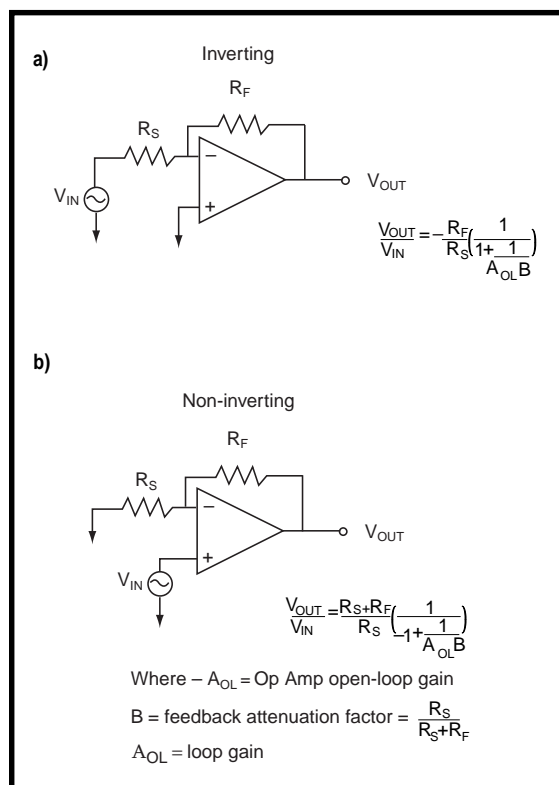 a)
Inverting
R_F
R_S
−
V_IN
+
V_OUT
V_OUT/V_IN = −R_F/R_S (1/(1+1/(A_OL B)))
b)
Non-inverting
R_F
R_S
−
V_OUT
+
V_IN
V_OUT/V_IN = R_S+R_F/R_S (1/(−1+1/(A_OL B)))
Where – A_OL = Op Amp open-loop gain
B = feedback attenuation factor = R_S/R_S+R_F
A_OL = loop gain